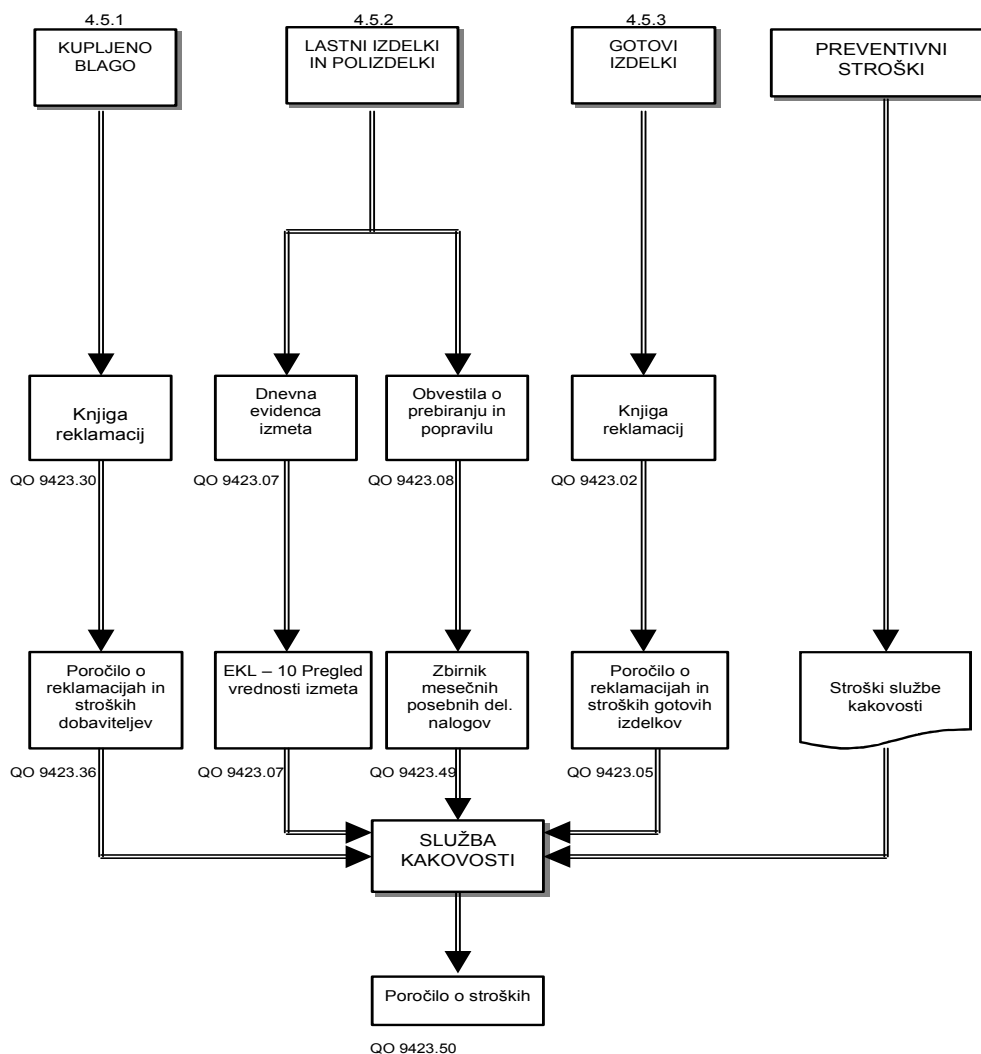 4.5.1
KUPLJENO
BLAGO
4.5.2
LASTNI IZDELKI
IN POLIZDELKI
4.5.3
GOTOVI
IZDELKI
PREVENTIVNI
STROŠKI
Knjiga
reklamacij
QO 9423.30
Dnevna
evidenca
izmeta
QO 9423.07
Obvestila o
prebiranju in
popravilu
QO 9423.08
Knjiga
reklamacij
QO 9423.02
Poročilo o
reklamacijah in
stroških
dobaviteljev
QO 9423.36
EKL – 10 Pregled
vrednosti izmeta
QO 9423.07
Zbirnik
mesečnih
posebnih del.
nalogov
QO 9423.49
Poročilo o
reklamacijah in
stroških gotovih
izdelkov
QO 9423.05
Stroški službe
kakovosti
SLUŽBA
KAKOVOSTI
Poročilo o stroških
QO 9423.50